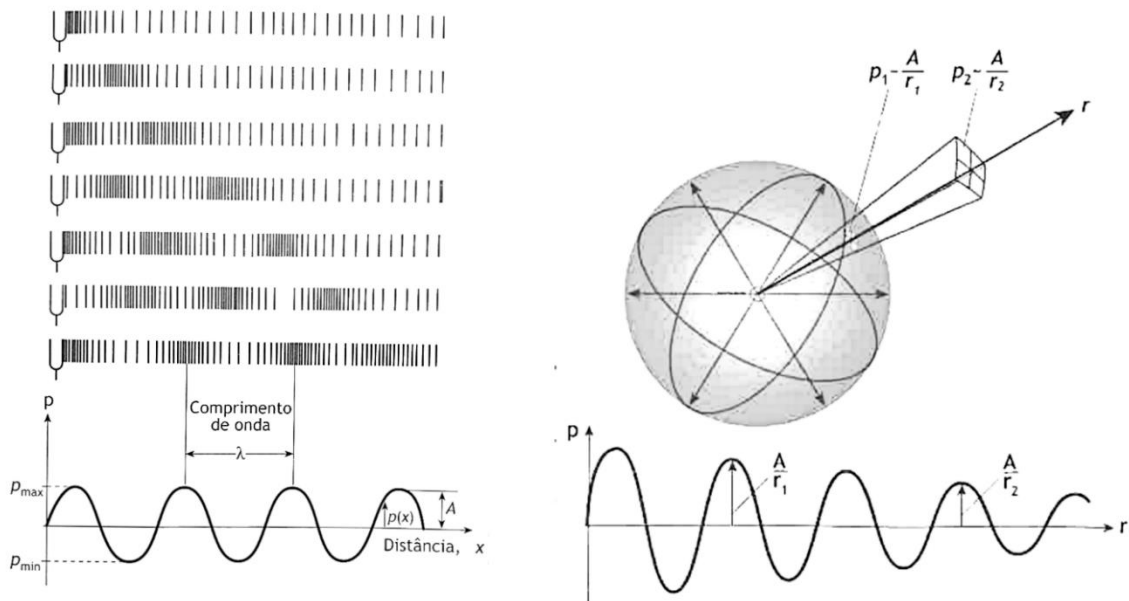 p
Comprimento
de onda
λ
p_max
p_min
p(x)
A
Distância, x
p₁~A/r₁
p₂~A/r₂
r
p
A/r₁
A/r₂
r